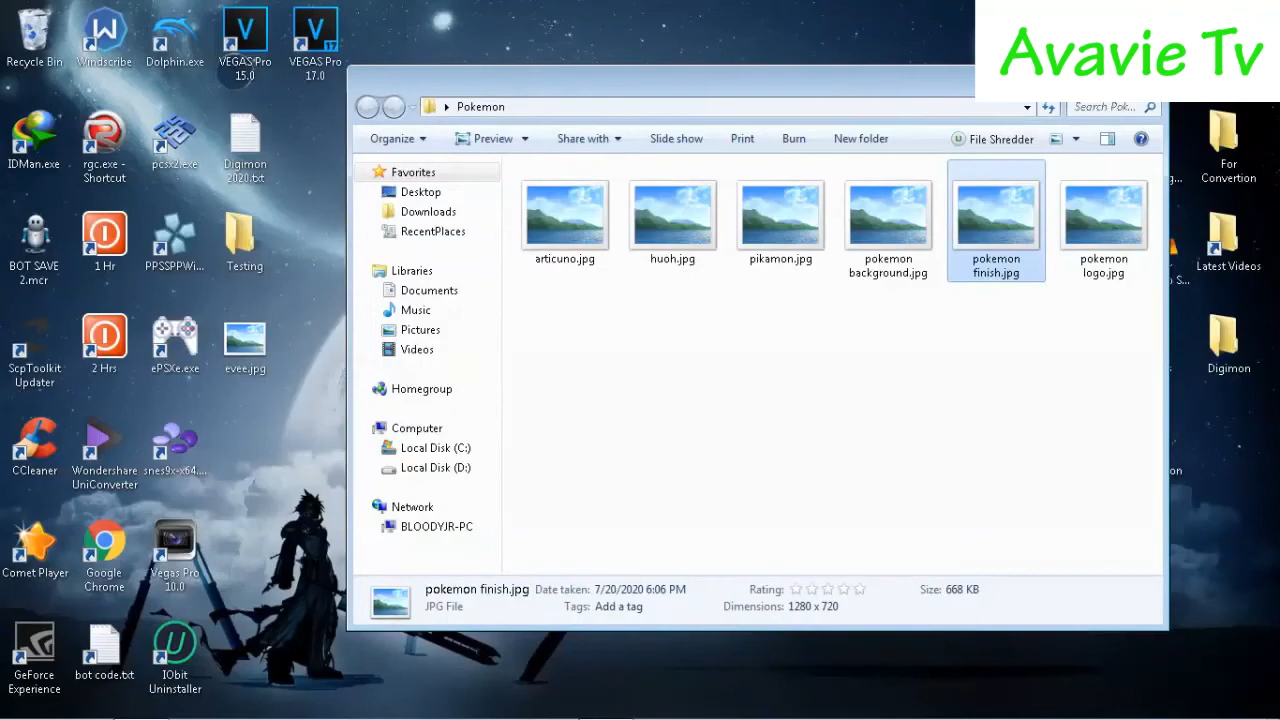 Avavie Tv
Recycle Bin
Windscribe
Dolphin.exe
VEGAS Pro
15.0
VEGAS Pro
17.0
IDMan.exe
rgc.exe -
Shortcut
pcsx2.exe
Digimon
2020.txt
BOT SAVE
2.mcr
1 Hr
PPSSPPWi...
Testing
ScpToolkit
Updater
2 Hrs
ePSXe.exe
evee.jpg
CCleaner
Wondershare
UniConverter
snes9x-x64....
Comet Player
Google
Chrome
Vegas Pro
10.0
GeForce
Experience
bot code.txt
IObit
Uninstaller
Pokemon
Search Pok...
Organize
Preview
Share with
Slide show
Print
Burn
New folder
File Shredder
Favorites
Desktop
Downloads
RecentPlaces
Libraries
Documents
Music
Pictures
Videos
Homegroup
Computer
Local Disk (C:)
Local Disk (D:)
Network
BLOODYJR-PC
articuno.jpg
huoh.jpg
pikamon.jpg
pokemon
background.jpg
pokemon
finish.jpg
pokemon
logo.jpg
pokemon finish.jpg
JPG File
Date taken: 7/20/2020 6:06 PM
Tags: Add a tag
Rating:
Dimensions: 1280 x 720
Size: 668 KB
For
Convertion
Latest Videos
Digimon